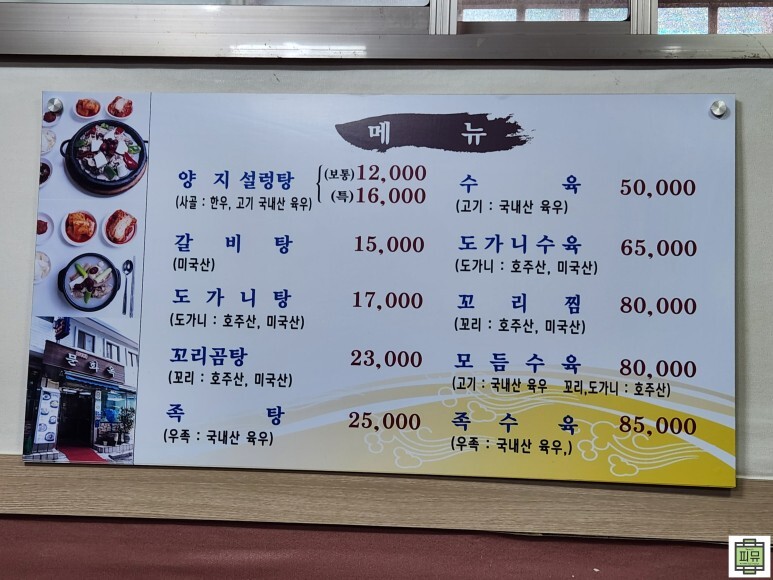 메 뉴
양 지 설렁탕 (보통)12,000
(특)16,000
(사골 : 한우, 고기 국내산 육우)
갈 비 탕 15,000
(미국산)
도 가 니 탕 17,000
(도가니 : 호주산, 미국산)
꼬리곰탕 23,000
(꼬리 : 호주산, 미국산)
족 탕 25,000
(우족 : 국내산 육우)
수 육 50,000
(고기 : 국내산 육우)
도가니수육 65,000
(도가니 : 호주산, 미국산)
꼬 리 찜 80,000
(꼬리 : 호주산, 미국산)
모 듬 수 육 80,000
(고기 : 국내산 육우 꼬리,도가니 : 호주산)
족 수 육 85,000
(우족 : 국내산 육우,)
문화옥
피뮤